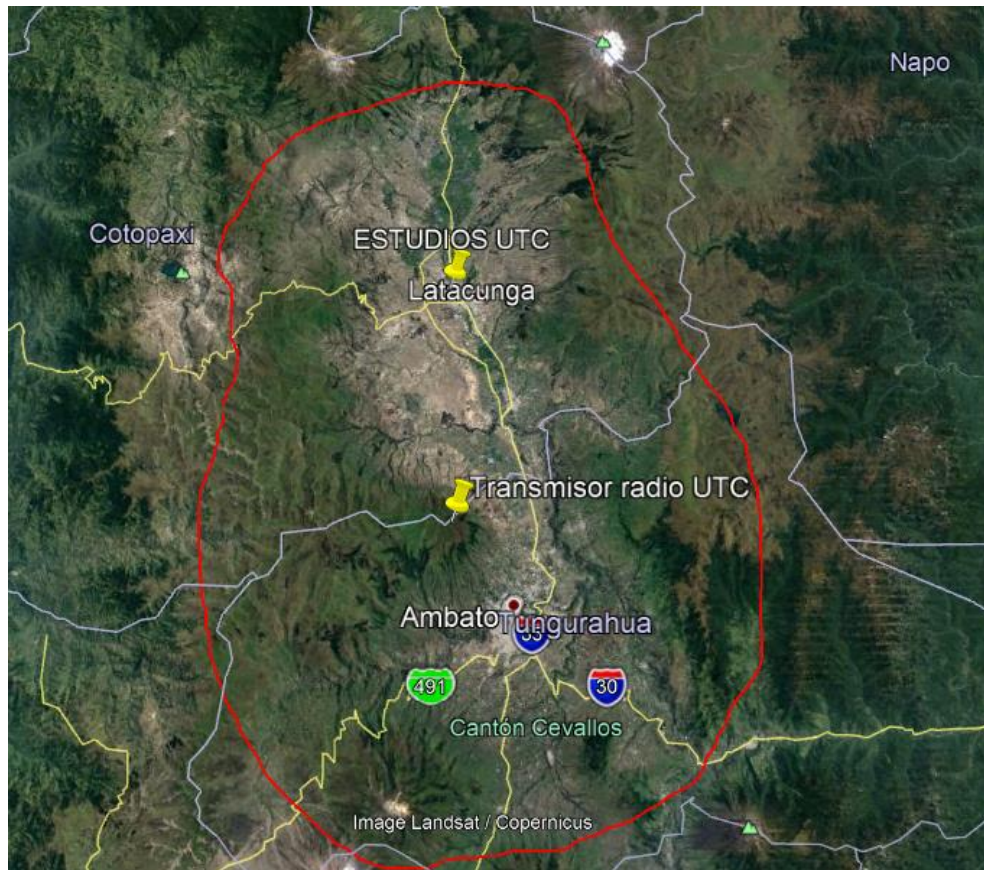 Napo
Cotopaxi
ESTUDIOS UTC
Latacunga
Transmisor radio UTC
Ambato
Tungurahua
35
491
30
Cantón Cevallos
Image Landsat / Copernicus